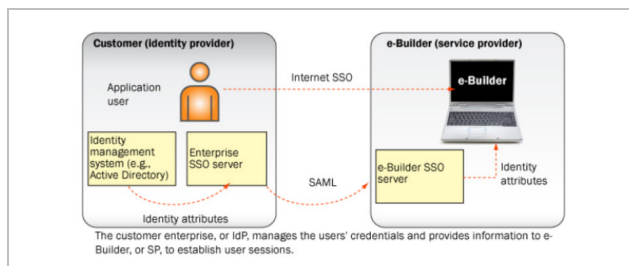 Customer (identity provider)
e-Builder (service provider)
Application
user
Internet SSO
e-Builder
Identity
management
system (e.g.,
Active Directory)
Enterprise
SSO server
SAML
e-Builder SSO
server
Identity
attributes
Identity attributes
The customer enterprise, or IdP, manages the users' credentials and provides information to e-
Builder, or SP, to establish user sessions.